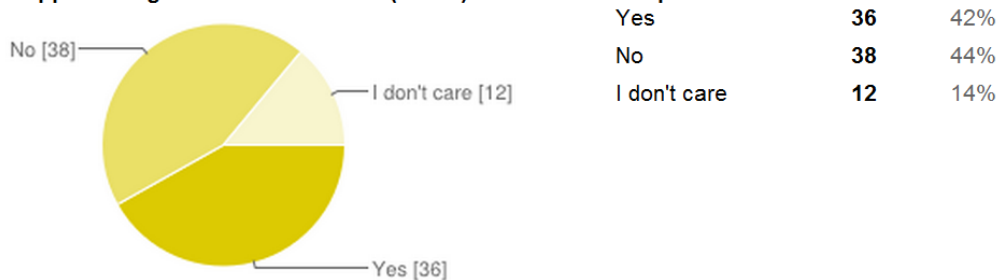 No [38]
I don't care [12]
Yes [36]
Yes 36 42%
No 38 44%
I don't care 12 14%